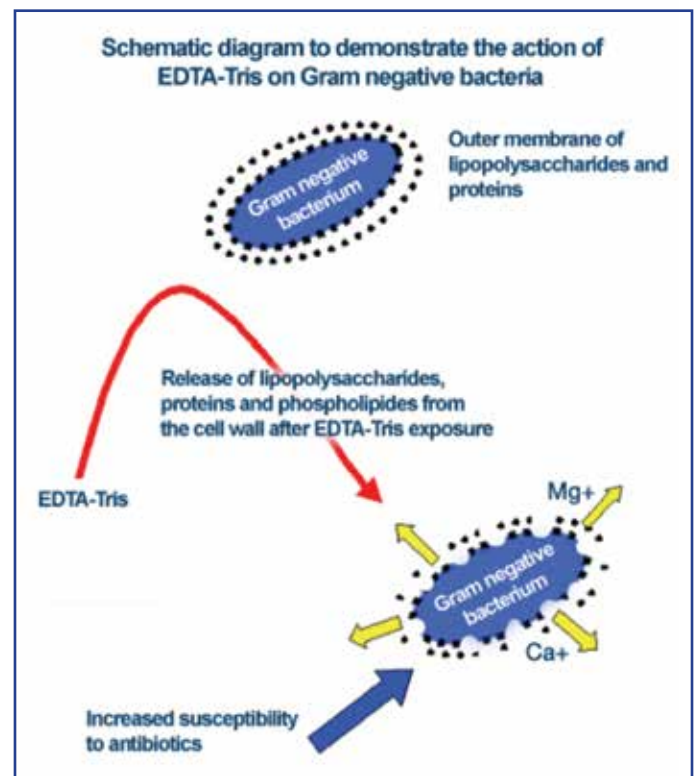 Schematic diagram to demonstrate the action of
EDTA-Tris on Gram negative bacteria
Gram negative
bacterium
Outer membrane of
lipopolysaccharides and
proteins
Release of lipopolysaccharides,
proteins and phospholipides from
the cell wall after EDTA-Tris exposure
EDTA-Tris
Mg+
Gram negative
bacterium
Ca+
Increased susceptibility
to antibiotics